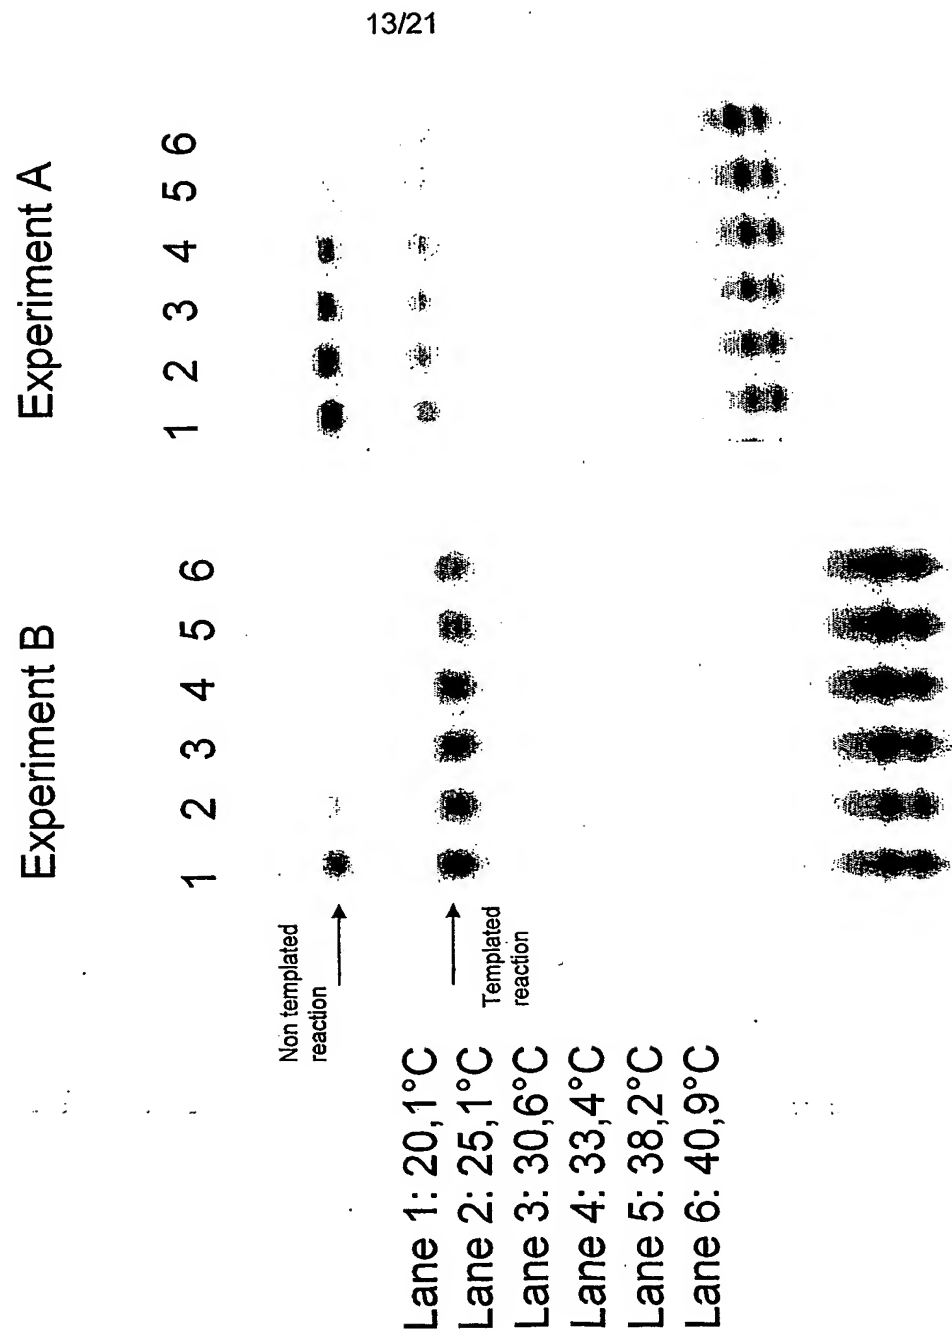 13/21
Experiment B
Experiment A
1 2 3 4 5 6
1 2 3 4 5 6
Non templated
reaction
Templated
reaction
Lane 1: 20,1°C
Lane 2: 25,1°C
Lane 3: 30,6°C
Lane 4: 33,4°C
Lane 5: 38,2°C
Lane 6: 40,9°C